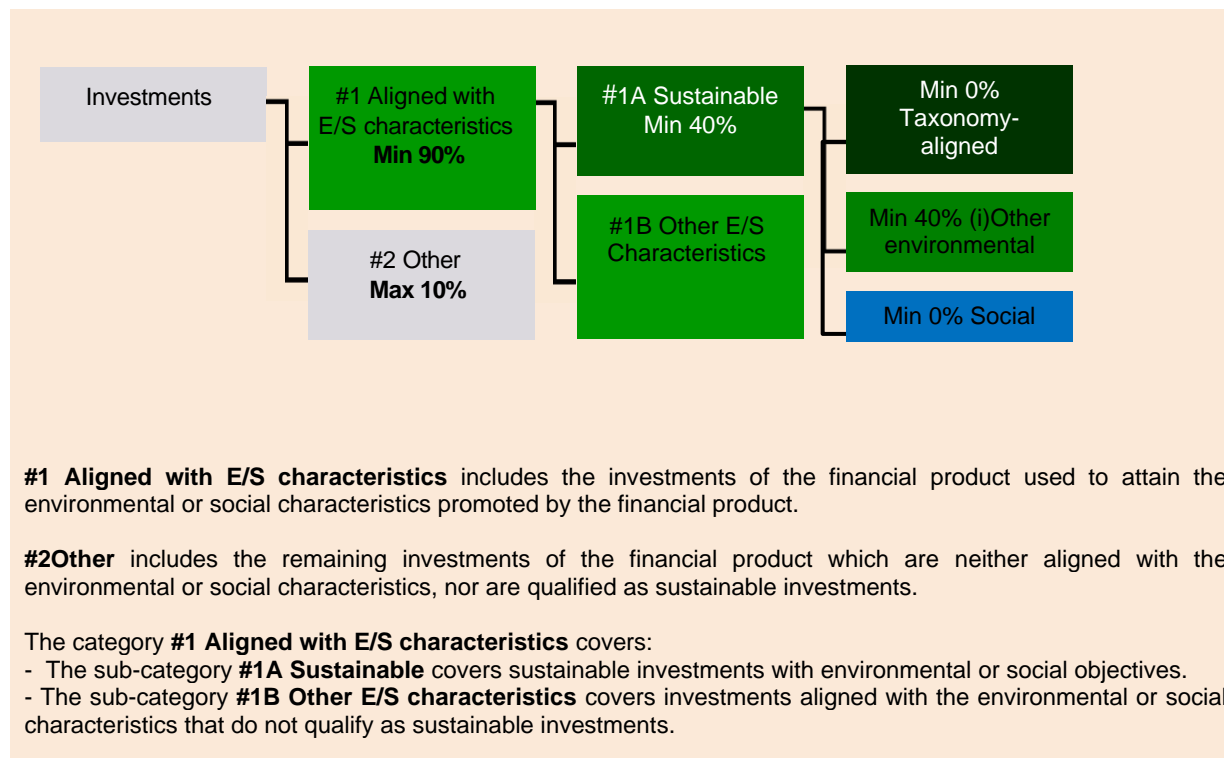 Investments
#1 Aligned with
E/S characteristics
Min 90%
#2 Other
Max 10%
#1A Sustainable
Min 40%
#1B Other E/S
Characteristics
Min 0%
Taxonomy-
aligned
Min 40% (i)Other
environmental
Min 0% Social
#1 Aligned with E/S characteristics includes the investments of the financial product used to attain the
environmental or social characteristics promoted by the financial product.
#2Other includes the remaining investments of the financial product which are neither aligned with the
environmental or social characteristics, nor are qualified as sustainable investments.
The category #1 Aligned with E/S characteristics covers:
- The sub-category #1A Sustainable covers sustainable investments with environmental or social objectives.
- The sub-category #1B Other E/S characteristics covers investments aligned with the environmental or social
characteristics that do not qualify as sustainable investments.